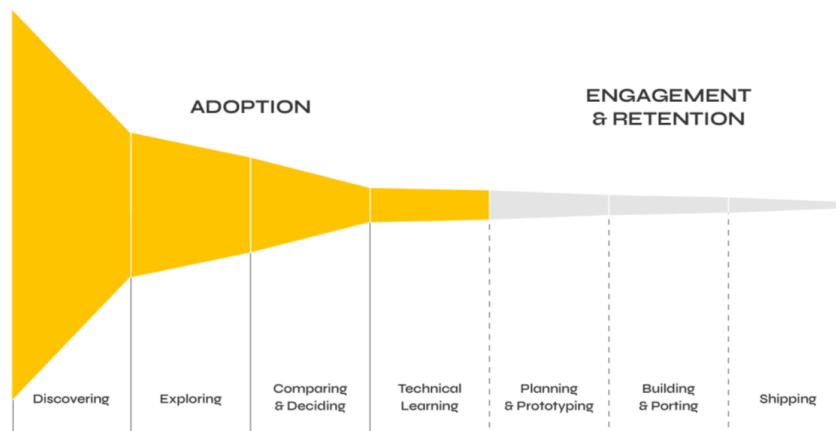 ADOPTION
ENGAGEMENT
& RETENTION
Discovering
Exploring
Comparing
& Deciding
Technical
Learning
Planning
& Prototyping
Building
& Porting
Shipping